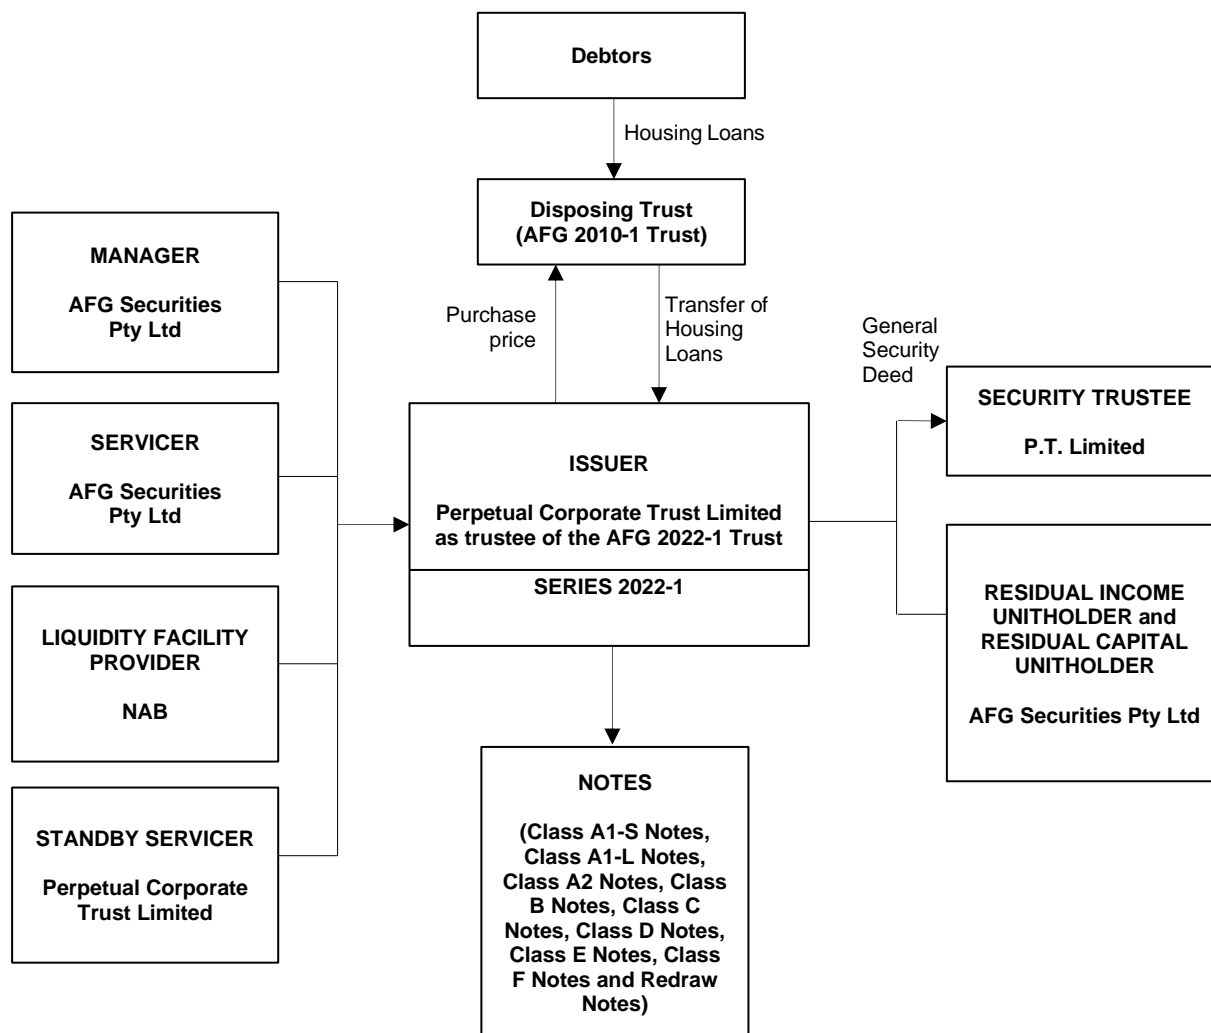 Debtors
Housing Loans
Disposing Trust
(AFG 2010-1 Trust)
MANAGER
AFG Securities
Pty Ltd
Purchase
price
Transfer of
Housing
Loans
General
Security
Deed
SECURITY TRUSTEE
P.T. Limited
SERVICER
AFG Securities
Pty Ltd
ISSUER
Perpetual Corporate Trust Limited
as trustee of the AFG 2022-1 Trust
SERIES 2022-1
RESIDUAL INCOME
UNITHOLDER and
RESIDUAL CAPITAL
UNITHOLDER
AFG Securities Pty Ltd
LIQUIDITY FACILITY
PROVIDER
NAB
STANDBY SERVICER
Perpetual Corporate
Trust Limited
NOTES
(Class A1-S Notes,
Class A1-L Notes,
Class A2 Notes, Class
B Notes, Class C
Notes, Class D Notes,
Class E Notes, Class
F Notes and Redraw
Notes)